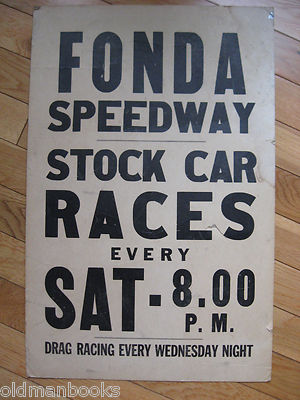 FONDA
SPEEDWAY
STOCK CAR
RACES
EVERY
SAT - 8.00
P. M.
DRAG RACING EVERY WEDNESDAY NIGHT
oldmanbooks